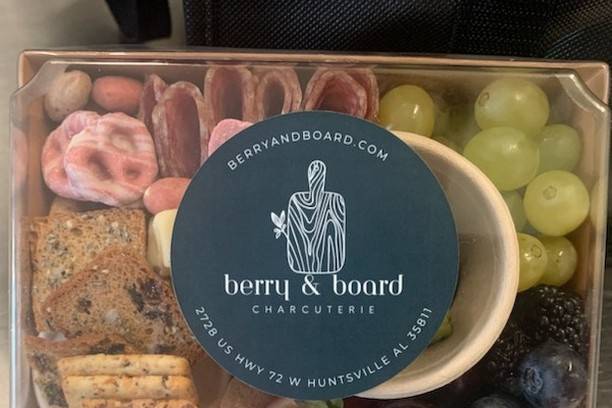 BERRYANDBOARD.COM
berry & board
CHARCUTERIE
2728 US HWY 72 W HUNTSVILLE AL 35811